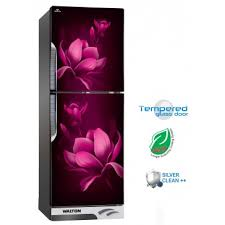 Tempered
glass door
SILVER
CLEAN ++
WALTON